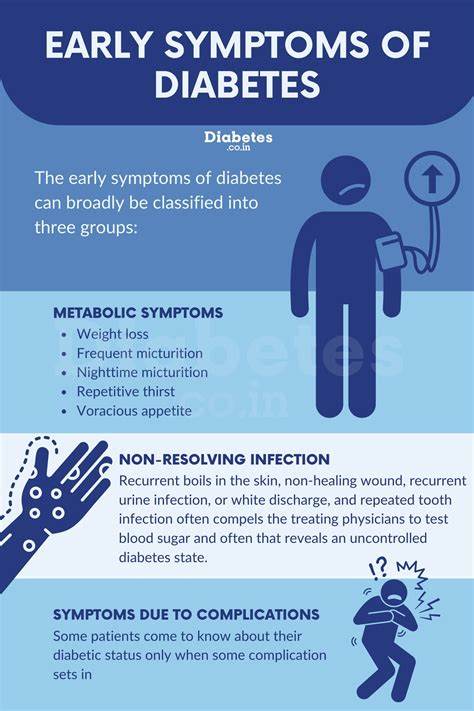 EARLY SYMPTOMS OF
DIABETES
Diabetes
.co.in
The early symptoms of diabetes
can broadly be classified into
three groups:
METABOLIC SYMPTOMS
• Weight loss
• Frequent micturition
• Nighttime micturition
• Repetitive thirst
• Voracious appetite
Diabetes
.co.in
NON-RESOLVING INFECTION
Recurrent boils in the skin, non-healing wound, recurrent
urine infection, or white discharge, and repeated tooth
infection often compels the treating physicians to test
blood sugar and often that reveals an uncontrolled
diabetes state.
!?
SYMPTOMS DUE TO COMPLICATIONS
Some patients come to know about their
diabetic status only when some complication
sets in